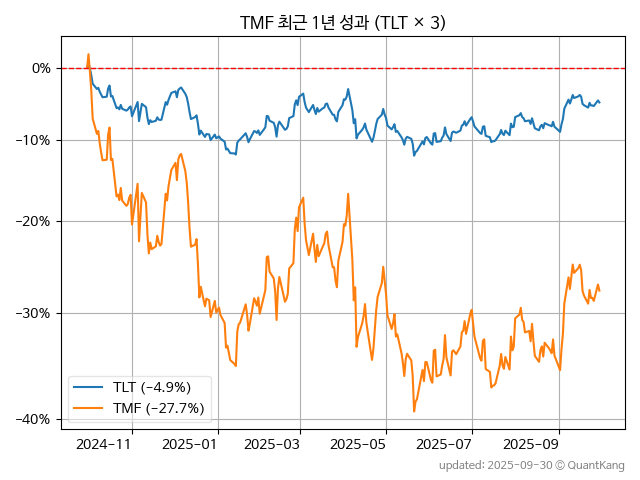 TMF 최근 1년 성과 (TLT × 3)
0%
−10%
−20%
−30%
−40%
TLT (−4.9%)
TMF (−27.7%)
2024−11
2025−01
2025−03
2025−05
2025−07
2025−09
updated: 2025-09-30 © QuantKang